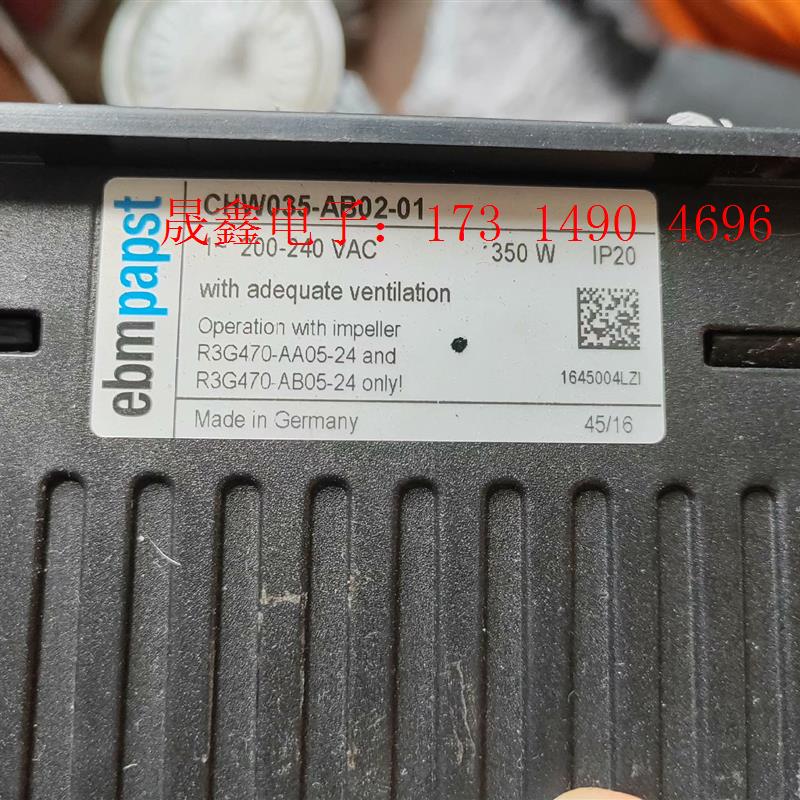 ebmpapst
CHW035-AB02-01
晟鑫电子：173 1490 4696
1~ 200-240 VAC 350 W IP20
with adequate ventilation
Operation with impeller
R3G470-AA05-24 and
R3G470-AB05-24 only!
1645004LZI
Made in Germany 45/16